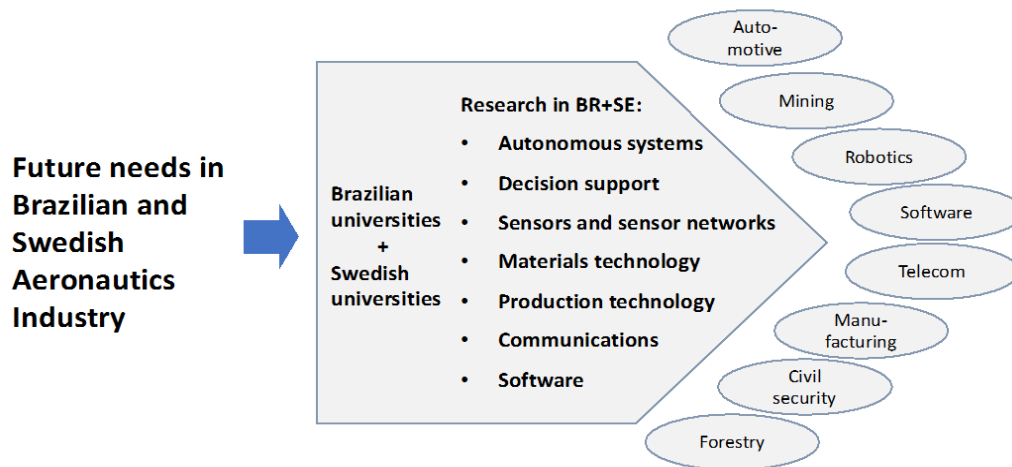 Future needs in
Brazilian and
Swedish
Aeronautics
Industry
Brazilian
universities
+
Swedish
universities
Research in BR+SE:
• Autonomous systems
• Decision support
• Sensors and sensor networks
• Materials technology
• Production technology
• Communications
• Software
Auto-
motive
Mining
Robotics
Software
Telecom
Manu-
facturing
Civil
security
Forestry